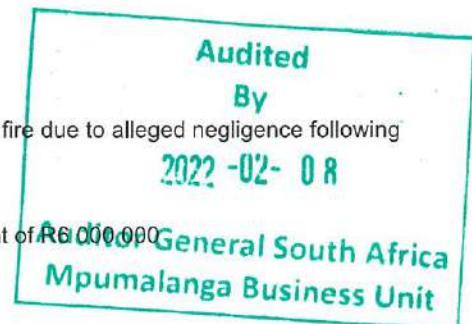 Audited
By
fire due to alleged negligence following
2022 -02- 08
t of R6 000 000
Auditor General South Africa
Mpumalanga Business Unit